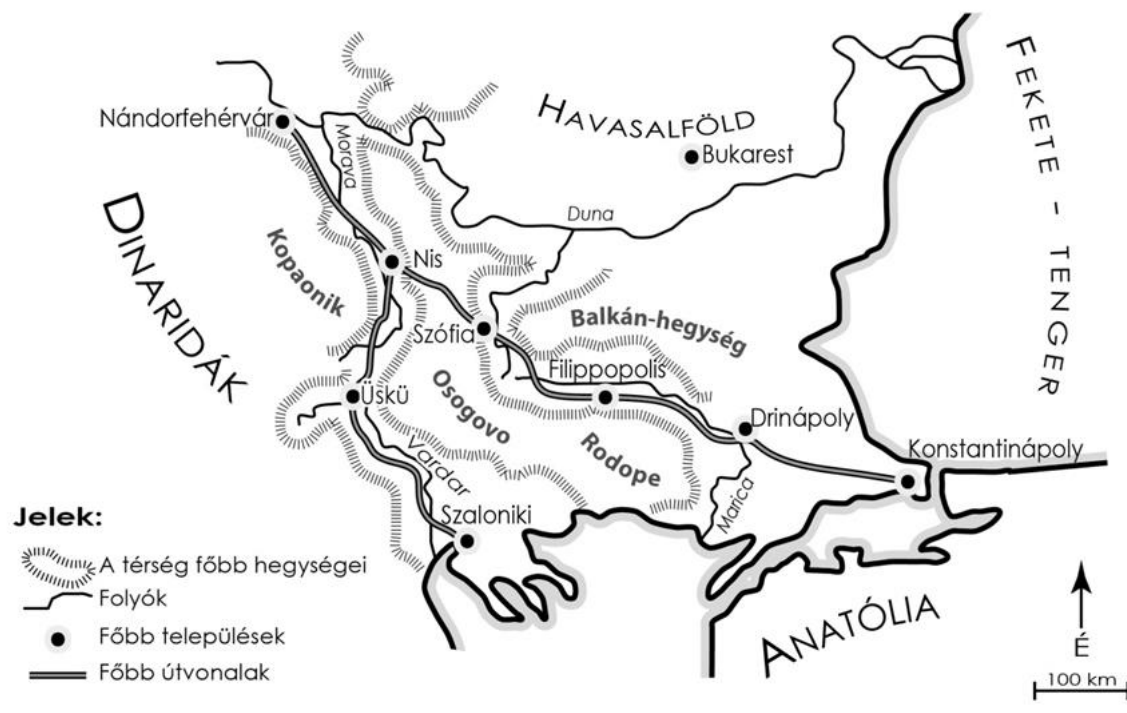 FEKETE – TENGER
HAVASALFÖLD
Nándorfehérvár
Morava
Bukarest
DINARIDÁK
Duna
Kopaonik
Nis
Szófia
Balkán-hegység
Filippopolis
Üskü
Osogovo
Rodope
Drinápoly
Konstantinápoly
Vardar
Marica
Szaloniki
Jelek:
A térség főbb hegységei
Folyók
Főbb települések
Főbb útvonalak
ANATÓLIA
É
100 km